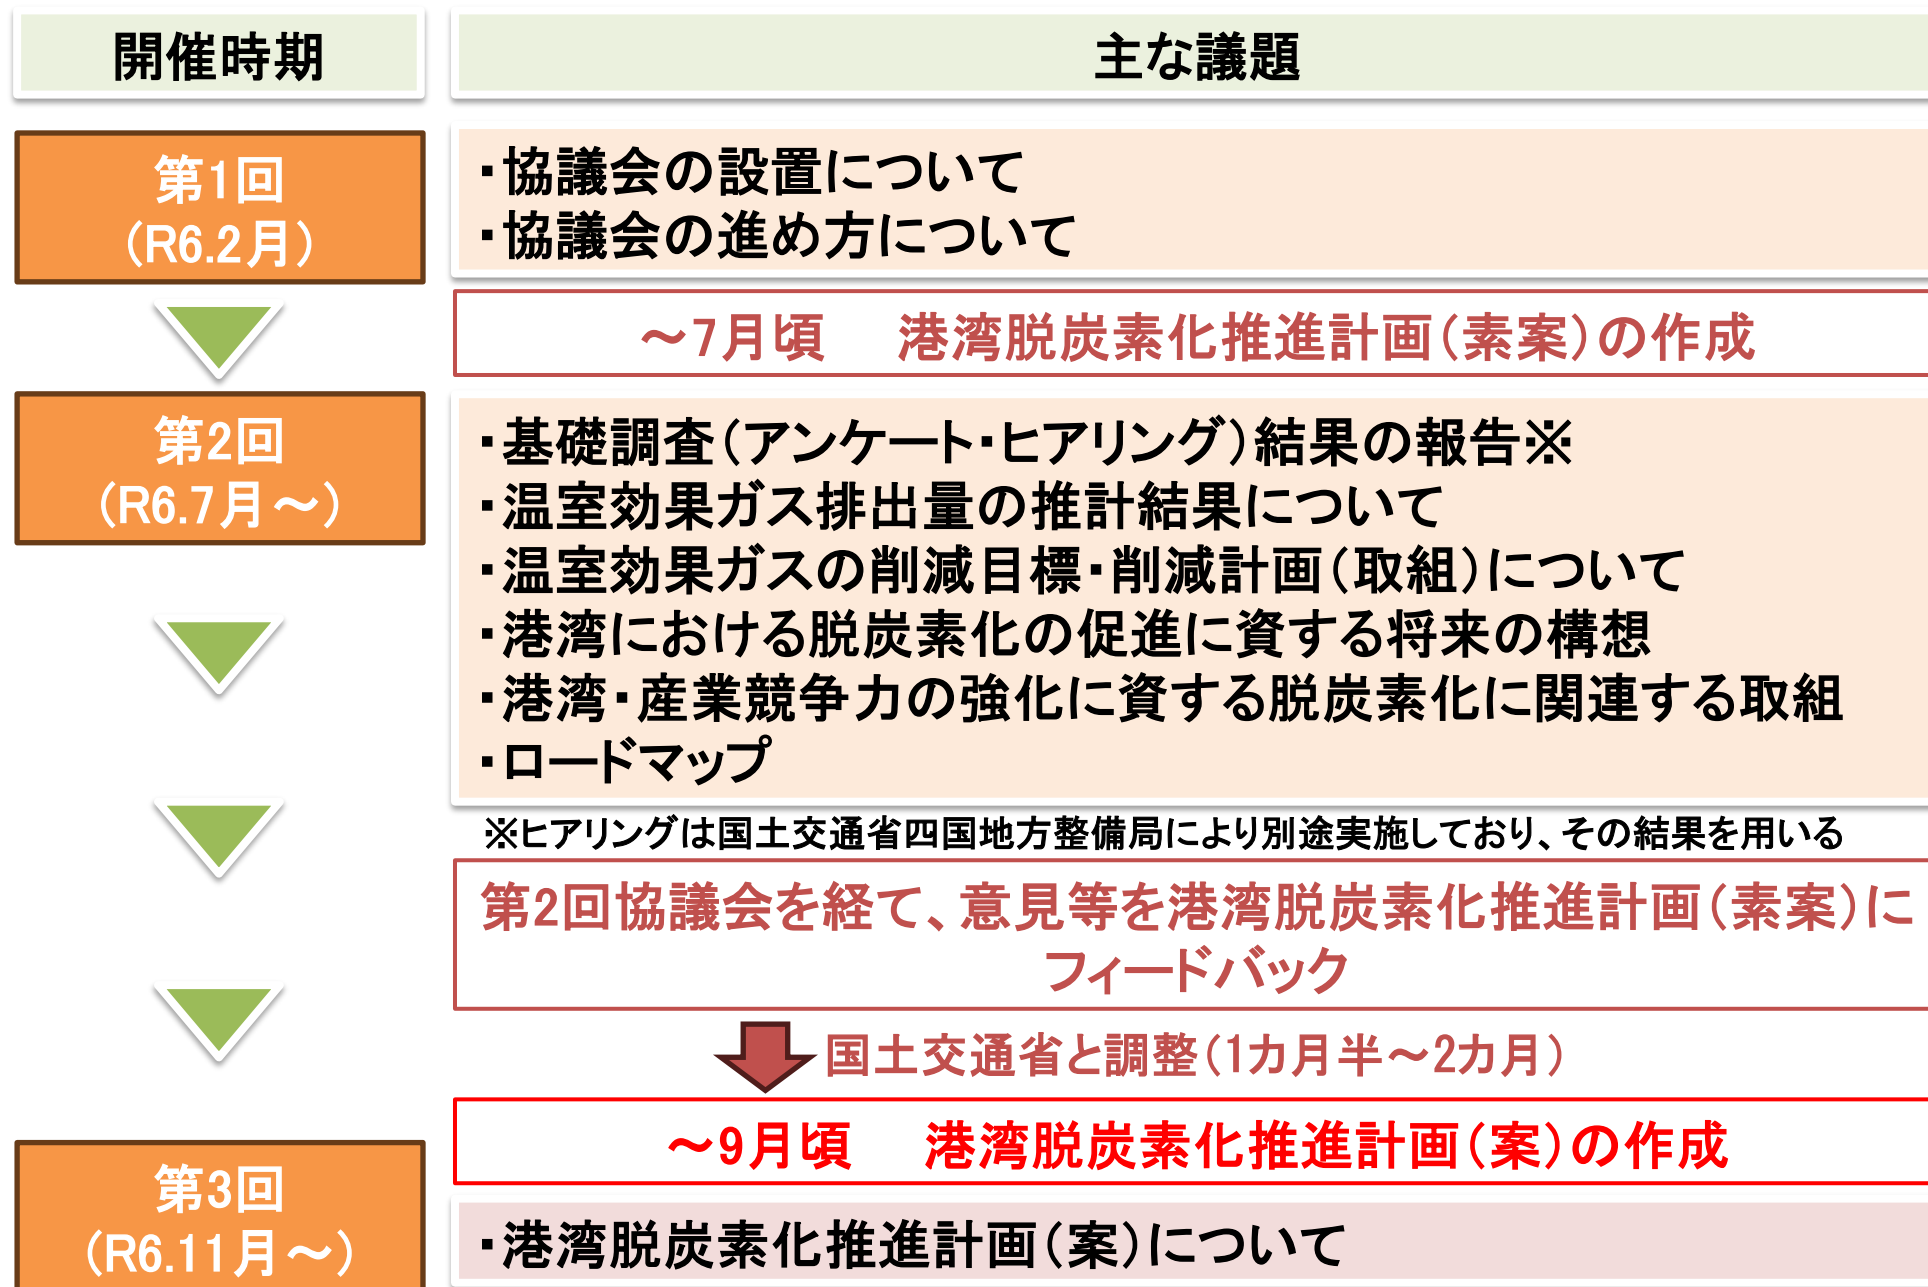 開催時期
主な議題
第1回
(R6.2月)
・協議会の設置について
・協議会の進め方について
～7月頃　港湾脱炭素化推進計画(素案)の作成
第2回
(R6.7月～)
・基礎調査(アンケート・ヒアリング)結果の報告※
・温室効果ガス排出量の推計結果について
・温室効果ガスの削減目標・削減計画(取組)について
・港湾における脱炭素化の促進に資する将来の構想
・港湾・産業競争力の強化に資する脱炭素化に関連する取組
・ロードマップ
※ヒアリングは国土交通省四国地方整備局により別途実施しており、その結果を用いる
第2回協議会を経て、意見等を港湾脱炭素化推進計画(素案)に
フィードバック
国土交通省と調整(1カ月半～2カ月)
～9月頃　港湾脱炭素化推進計画(案)の作成
第3回
(R6.11月～)
・港湾脱炭素化推進計画(案)について